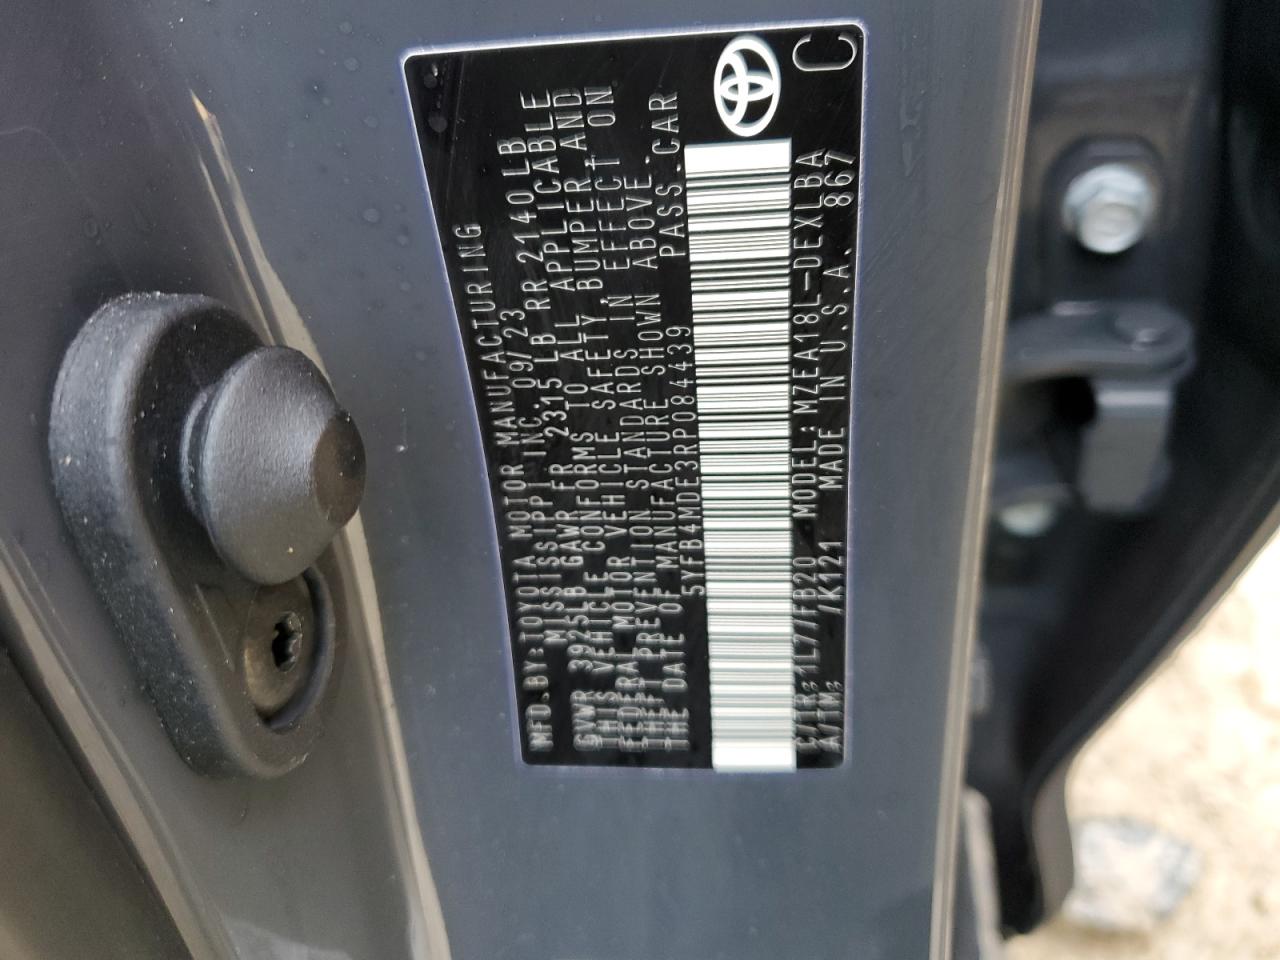 MFD. BY: TOYOTA MOTOR MANUFACTURING
MISSISSIPPI INC. 09/23
GVWR 3925LB GAWR FR 2315LB RR 2140LB
THIS VEHICLE CONFORMS TO ALL APPLICABLE
FEDERAL MOTOR VEHICLE SAFETY, BUMPER, AND
THEFT PREVENTION STANDARDS IN EFFECT ON
THE DATE OF MANUFACTURE SHOWN ABOVE.
5YFB4MDE3RP084439 PASS. CAR
C/TR: 1L7/FB20 MODEL: MZEA18L-DEXLBA
A/TM: /K121 MADE IN U.S.A. 867
C